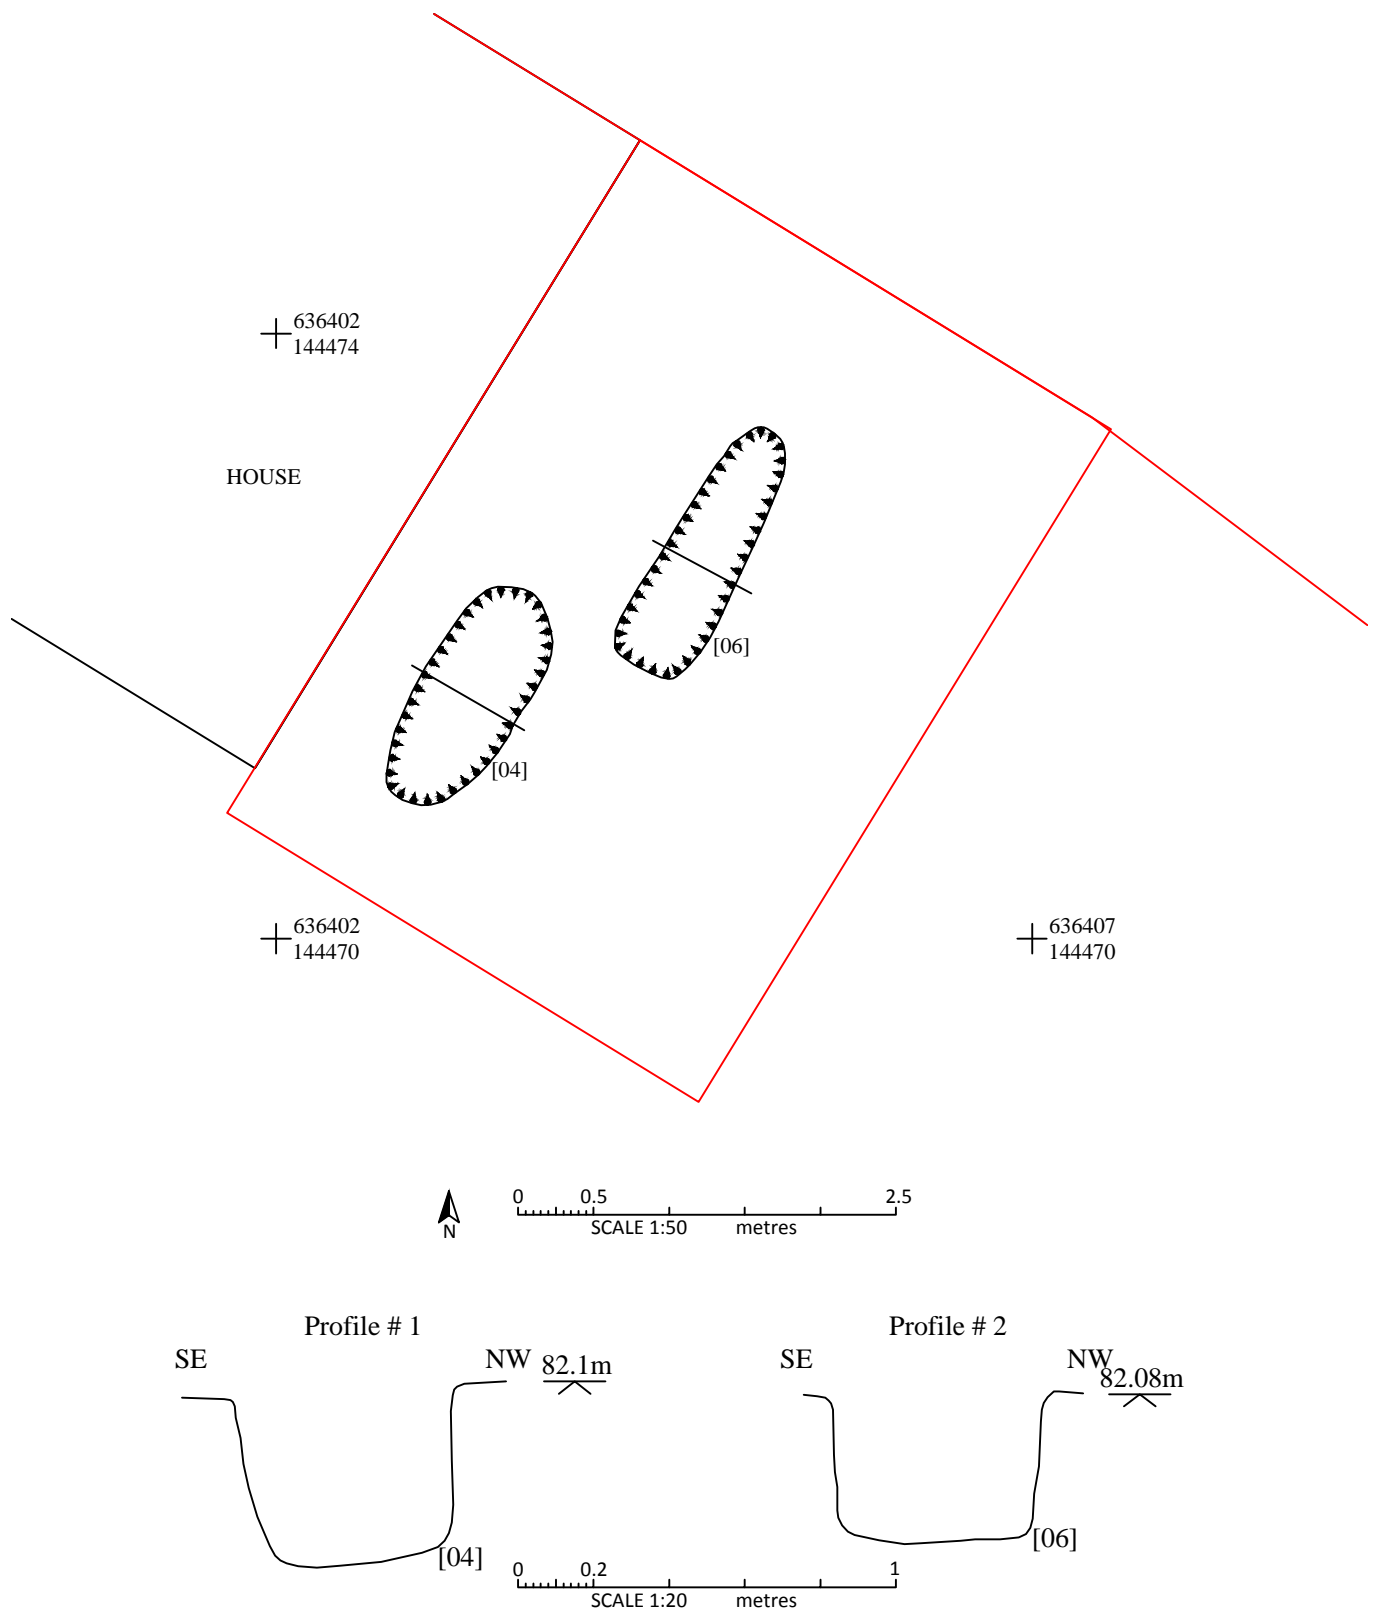 636402
144474
HOUSE
[06]
[04]
636402
144470
636407
144470
0 0.5 2.5
SCALE 1:50 metres
N
Profile # 1
SE NW 82.1m
[04]
Profile # 2
SE NW 82.08m
[06]
0 0.2 1
SCALE 1:20 metres